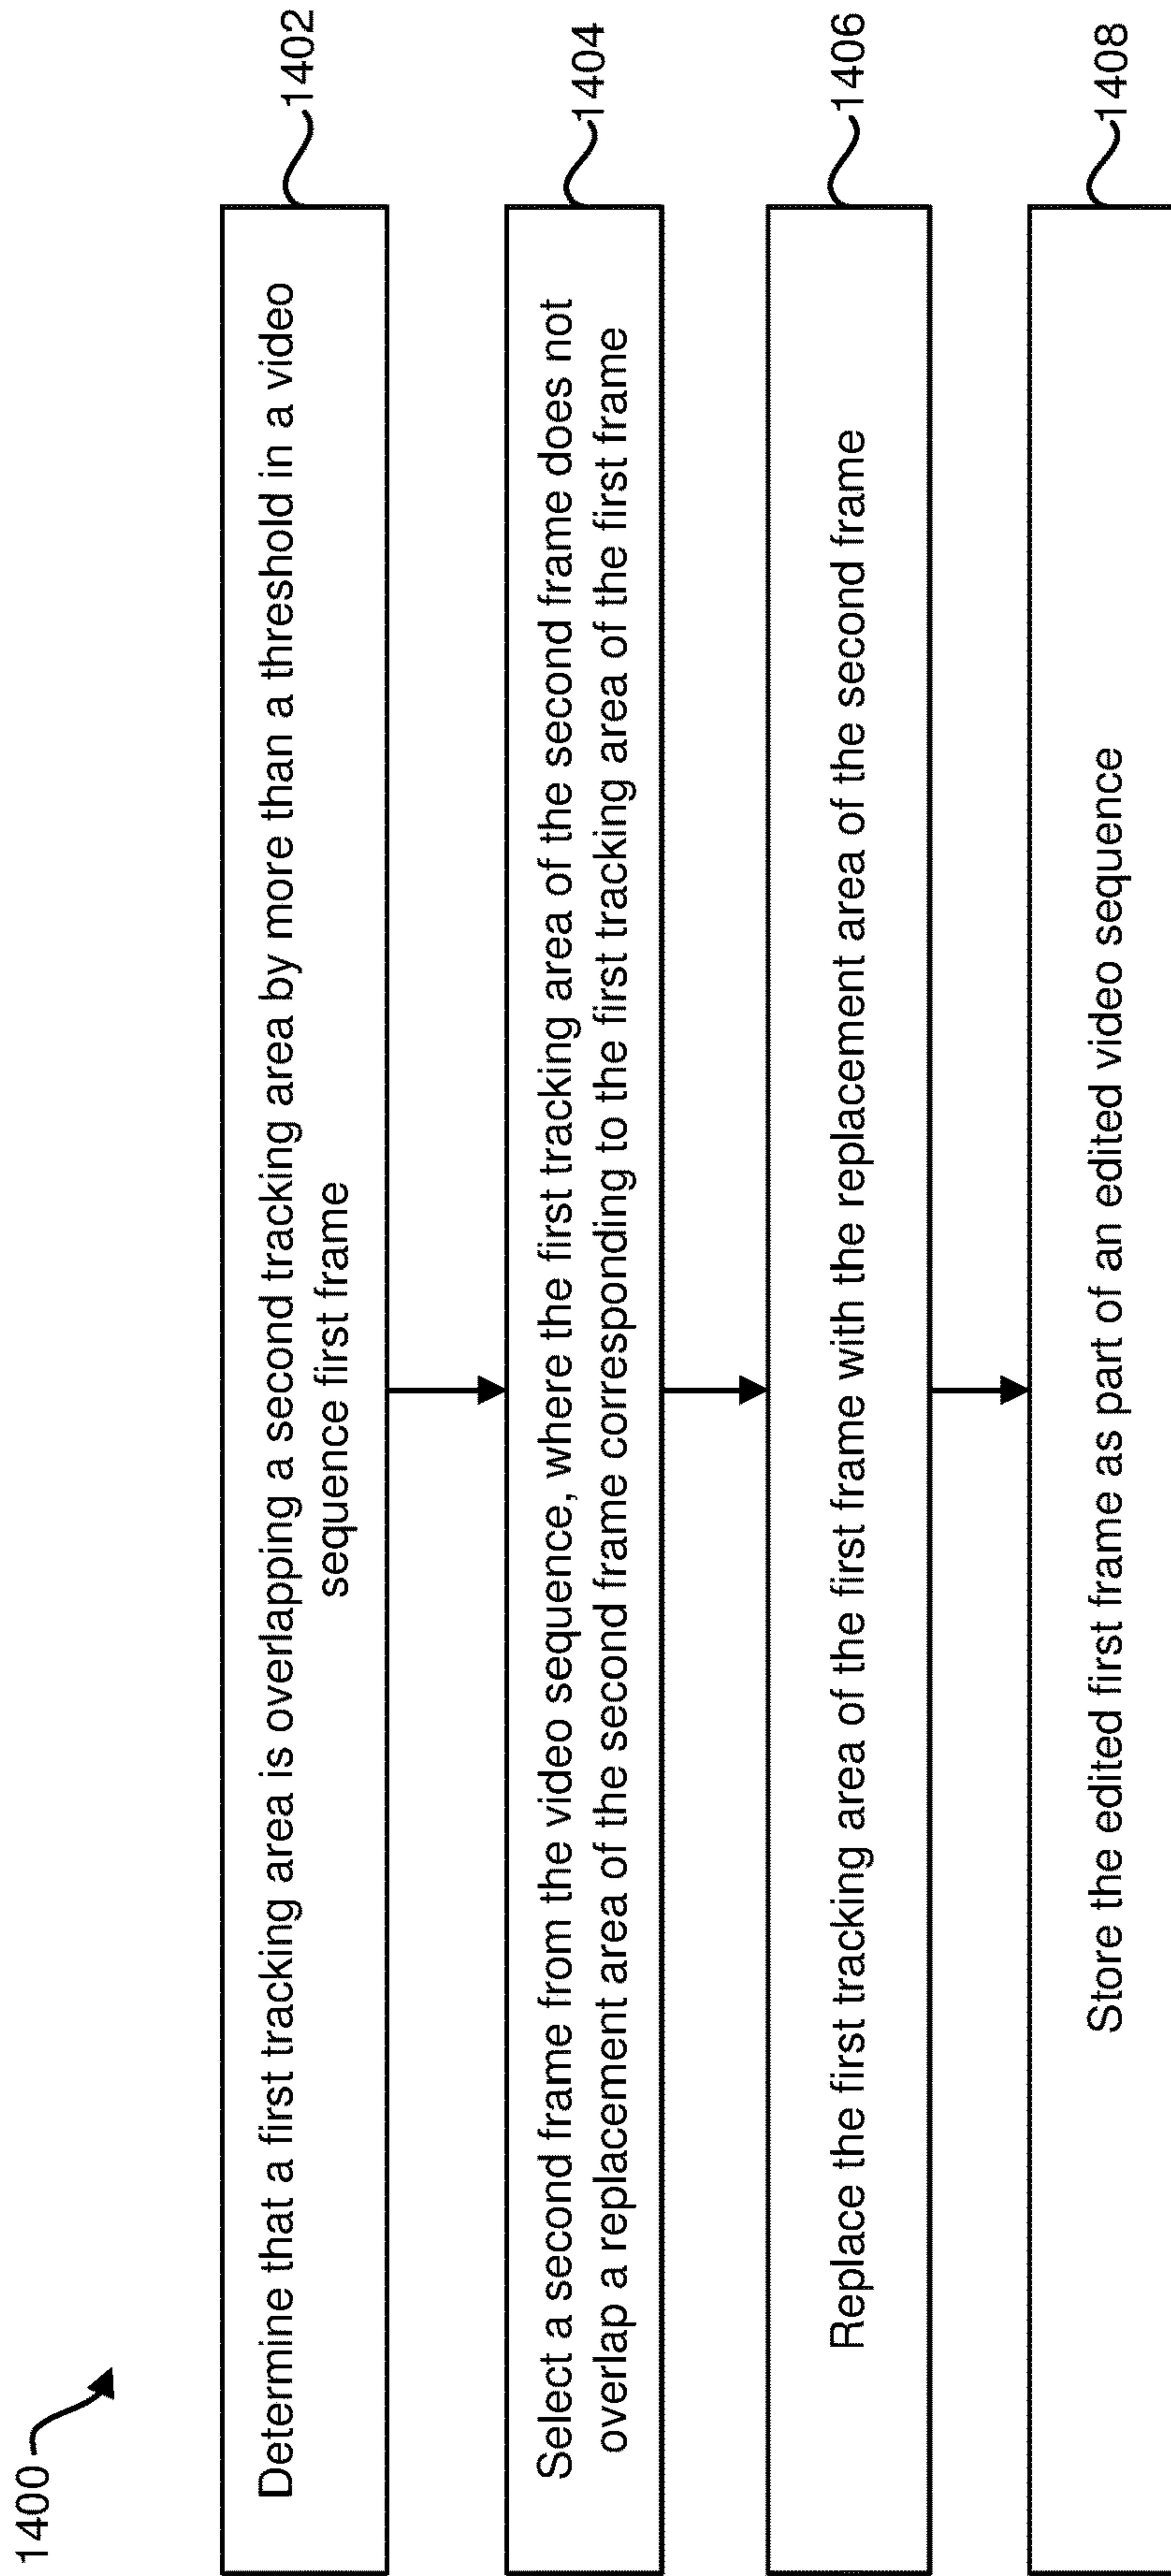 1400
Determine that a first tracking area is overlapping a second tracking area by more than a threshold in a video
sequence first frame
1402
Select a second frame from the video sequence, where the first tracking area of the second frame does not
overlap a replacement area of the second frame corresponding to the first tracking area of the first frame
1404
Replace the first tracking area of the first frame with the replacement area of the second frame
1406
Store the edited first frame as part of an edited video sequence
1408